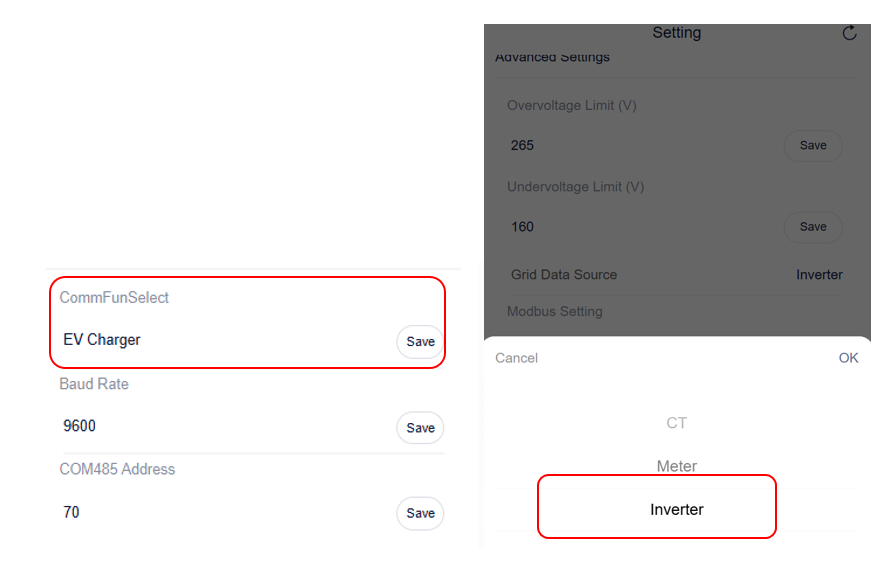 CommFunSelect
EV Charger Save
Baud Rate
9600 Save
COM485 Address
70 Save
Setting
Advanced Settings
Overvoltage Limit (V)
265 Save
Undervoltage Limit (V)
160 Save
Grid Data Source Inverter
Modbus Setting
Cancel OK
CT
Meter
Inverter